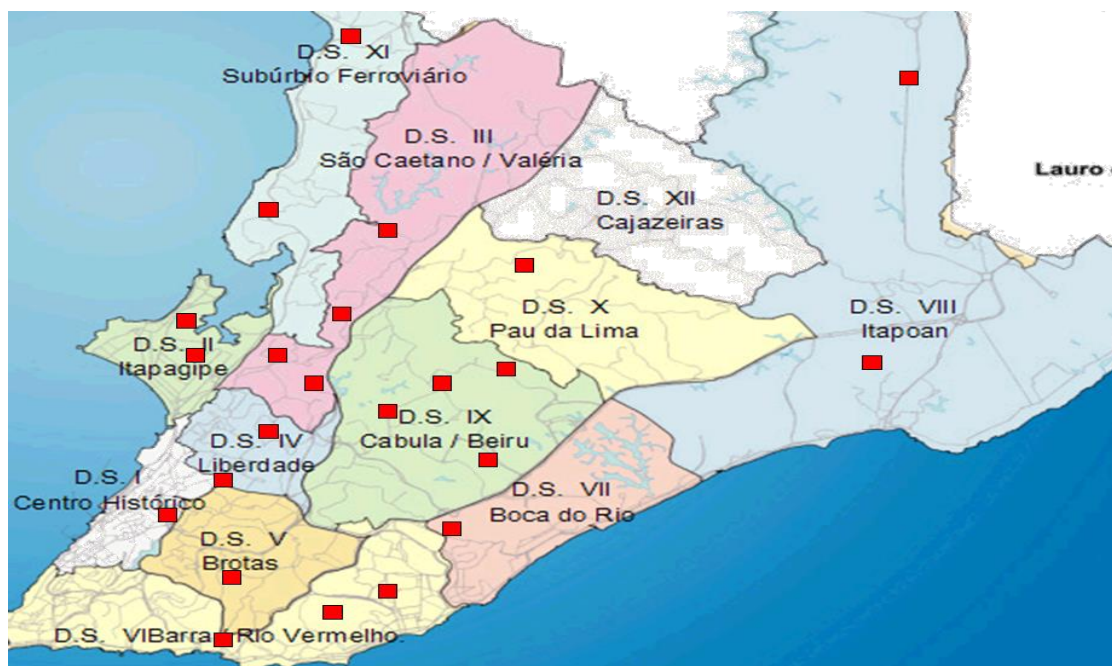 D.S. XI
Subúrbio Ferroviário
D.S. III
São Caetano / Valéria
D.S. XII
Cajazeiras
Lauro
D.S. X
Pau da Lima
D.S. VIII
Itapoan
D.S. II
Itapagipe
D.S. IX
Cabula / Beiru
D.S. IV
Liberdade
D.S. I
Centro Histórico
D.S. VII
Boca do Rio
D.S. V
Brotas
D.S. VIBarra / Rio Vermelho.